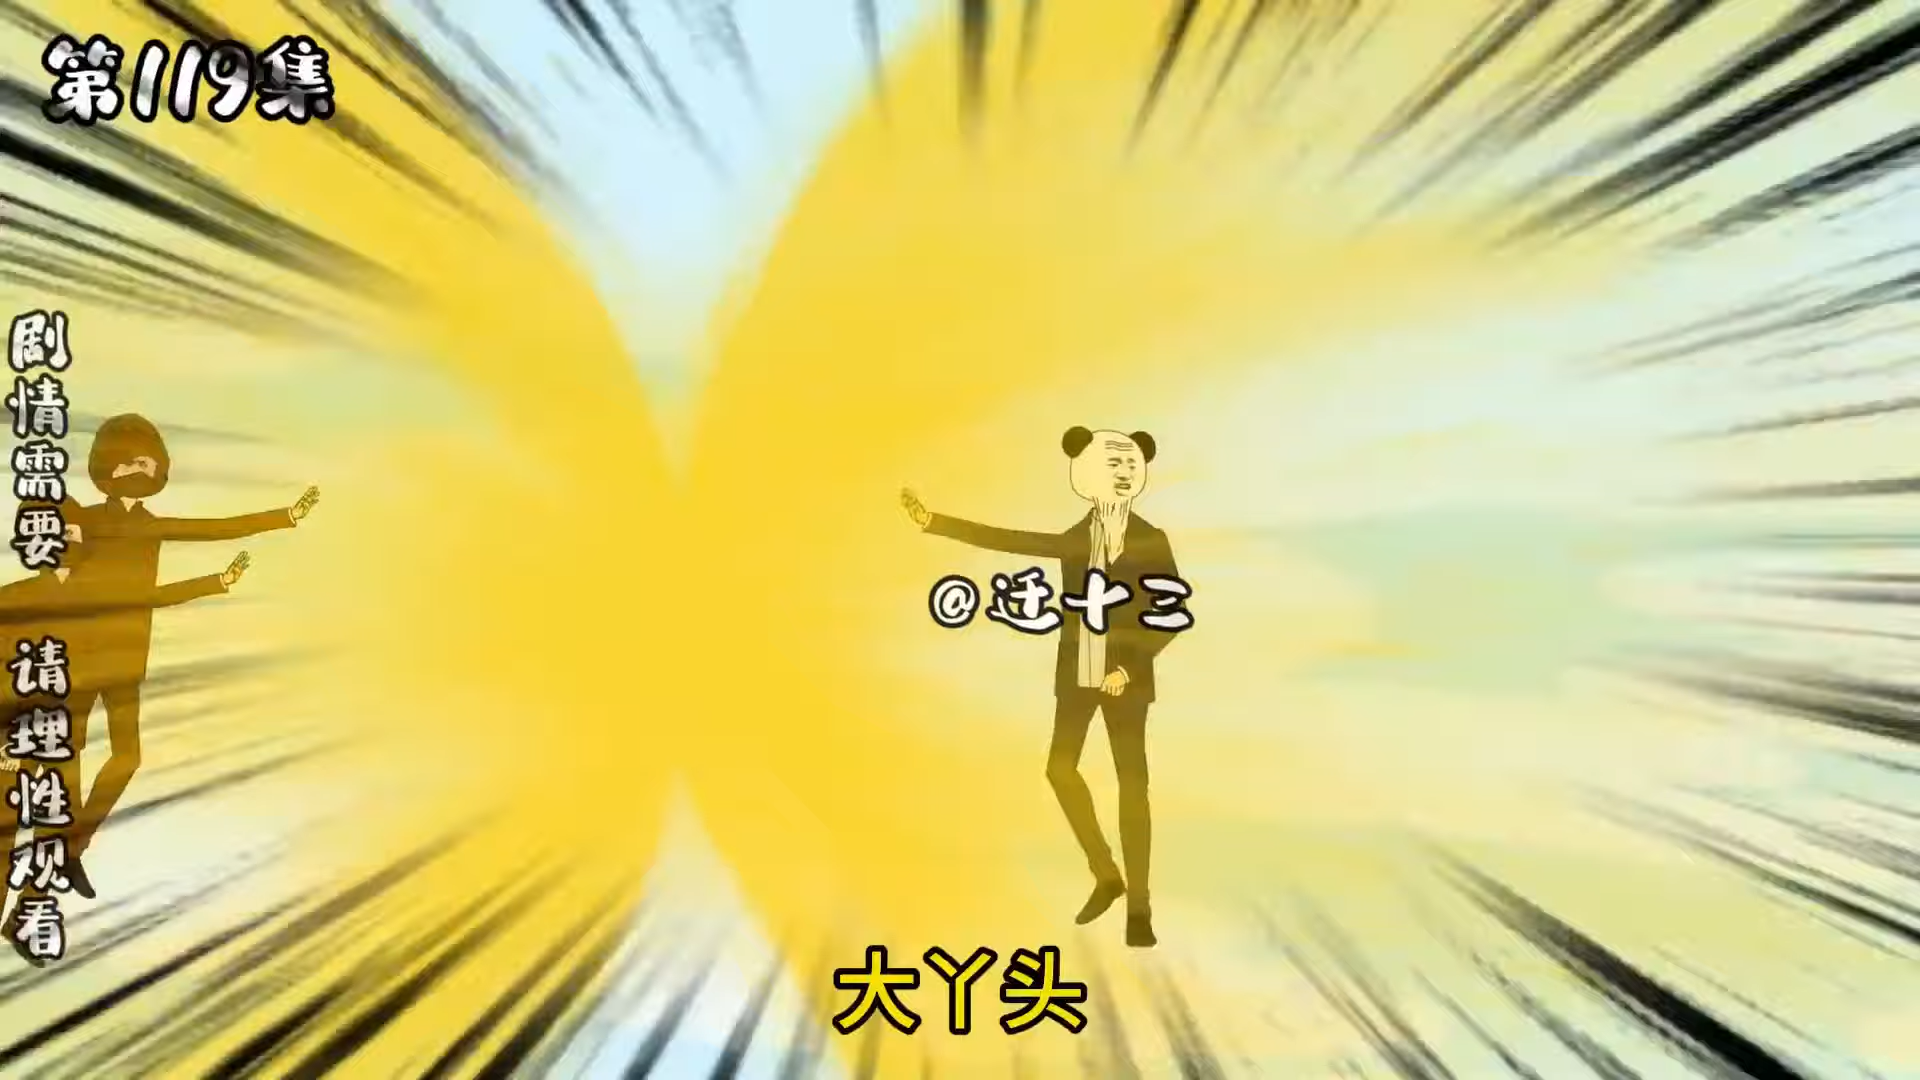 第119集
剧情需要 请理性观看
@迁十三
大丫头